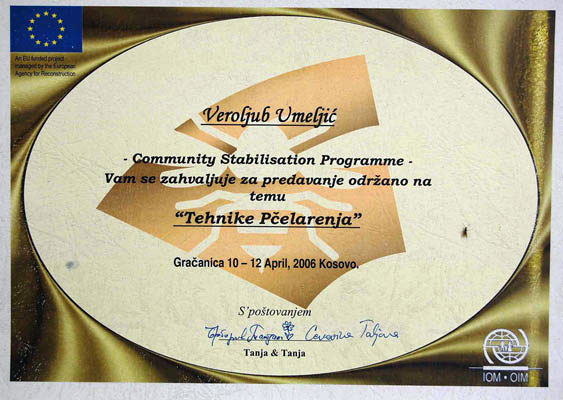 An EU funded project
managed by the European
Agency for Reconstruction
Veroljub Umeljić
- Community Stabilisation Programme -
Vam se zahvaljuje za predavanje održano na
temu
“Tehnike Pčelarenja”
Gračanica 10 – 12 April, 2006 Kosovo.
S'poštovanjem
Tanja & Tanja
IOM • OIM